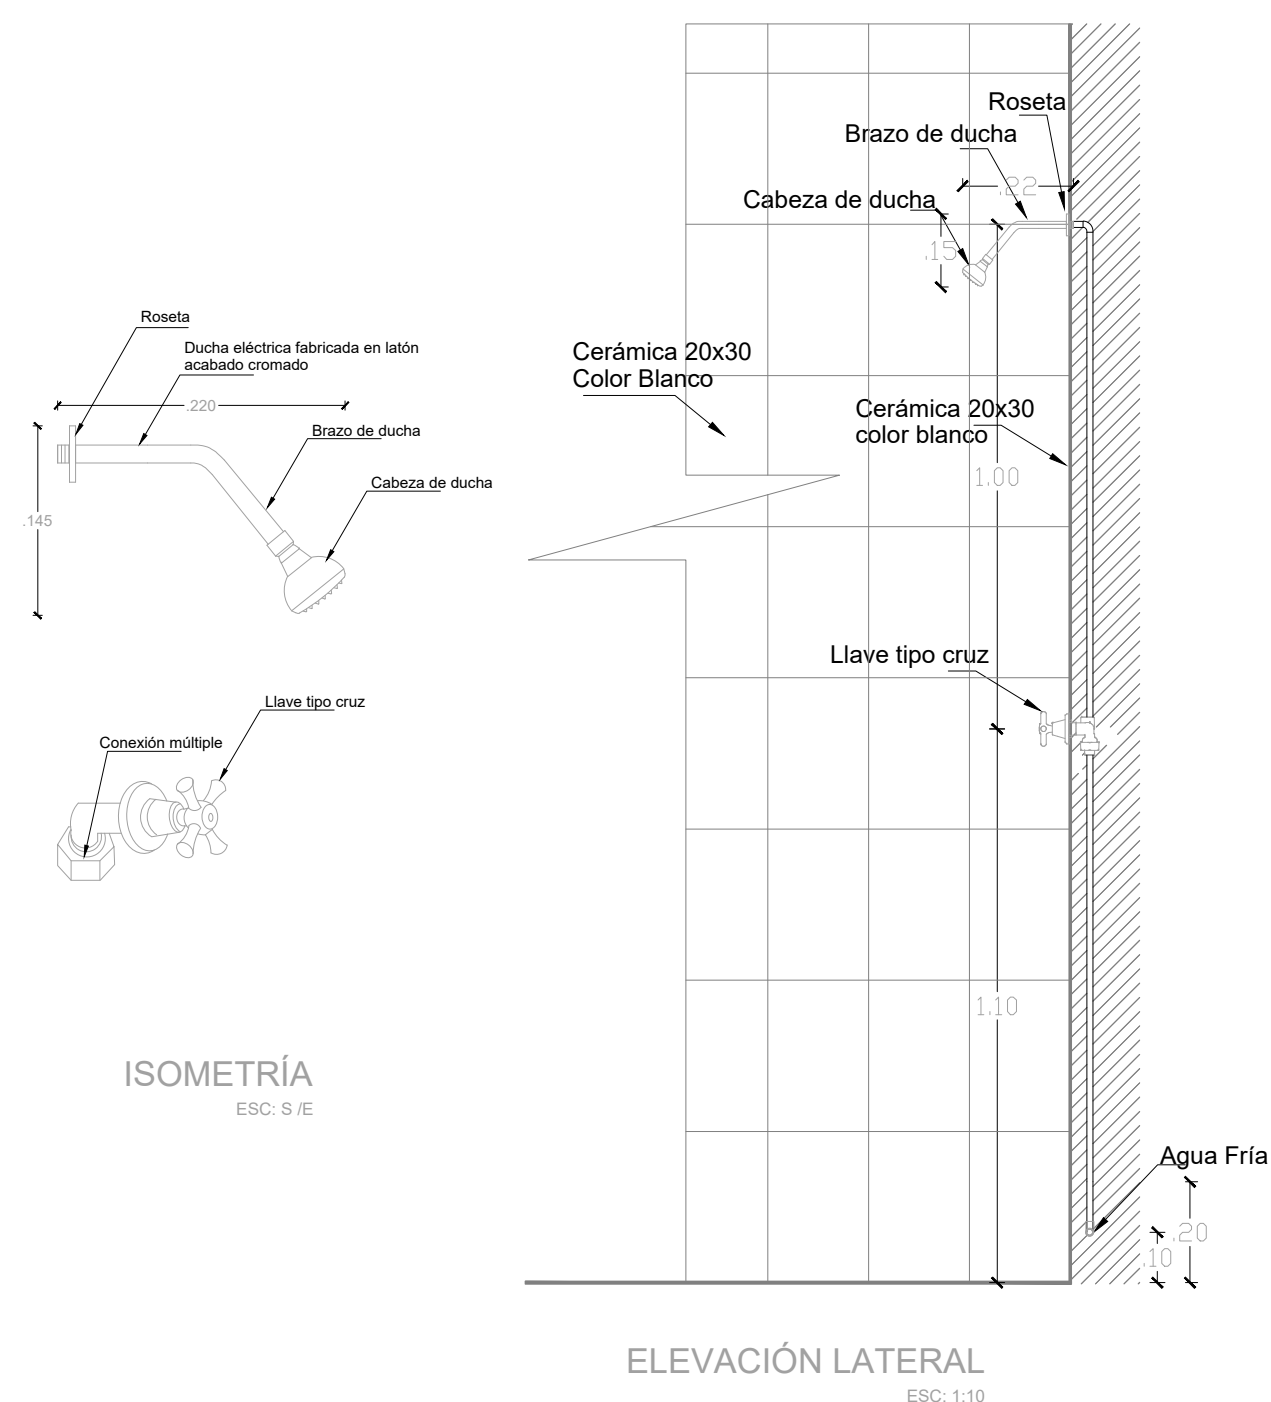 Roseta
Ducha eléctrica fabricada en latón
acabado cromado
.220
Brazo de ducha
Cabeza de ducha
.145
Llave tipo cruz
Conexión múltiple
ISOMETRÍA
ESC: S /E
Roseta
Brazo de ducha
.22
Cabeza de ducha
.15
Cerámica 20x30
Color Blanco
Cerámica 20x30
color blanco
1.00
Llave tipo cruz
1.10
Agua Fría
.20
.10
ELEVACIÓN LATERAL
ESC: 1:10